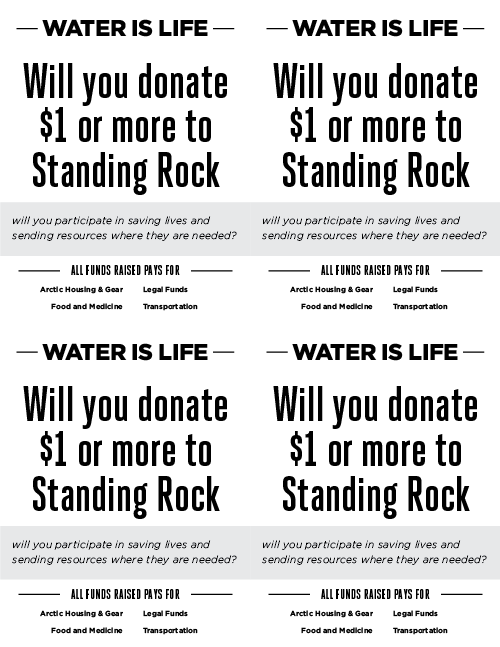 WATER IS LIFE
Will you donate
$1 or more to
Standing Rock
will you participate in saving lives and
sending resources where they are needed?
ALL FUNDS RAISED PAYS FOR
Arctic Housing & Gear Legal Funds
Food and Medicine Transportation
WATER IS LIFE
Will you donate
$1 or more to
Standing Rock
will you participate in saving lives and
sending resources where they are needed?
ALL FUNDS RAISED PAYS FOR
Arctic Housing & Gear Legal Funds
Food and Medicine Transportation
WATER IS LIFE
Will you donate
$1 or more to
Standing Rock
will you participate in saving lives and
sending resources where they are needed?
ALL FUNDS RAISED PAYS FOR
Arctic Housing & Gear Legal Funds
Food and Medicine Transportation
WATER IS LIFE
Will you donate
$1 or more to
Standing Rock
will you participate in saving lives and
sending resources where they are needed?
ALL FUNDS RAISED PAYS FOR
Arctic Housing & Gear Legal Funds
Food and Medicine Transportation